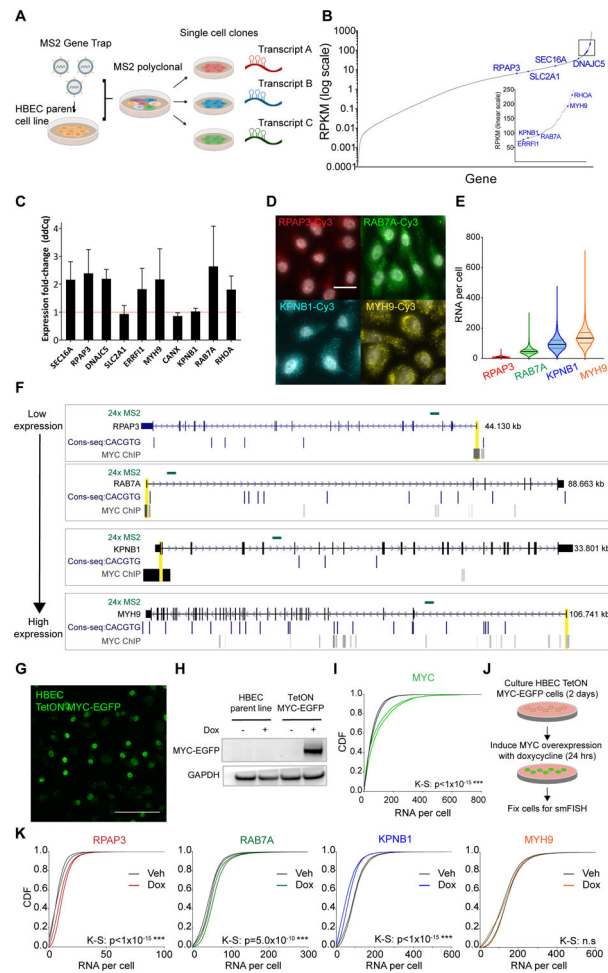 A
MS2 Gene Trap
HBEC parent
cell line
MS2 polyclonal
Single cell clones
Transcript A
Transcript B
Transcript C
B
RPKM (log scale)
1000
100
10
1
0.1
0.01
0.001
0.0001
Gene
RPAP3
SLC2A1
SEC16A
DNAJC5
RPKM (linear scale)
250
200
150
100
RHOA
MYH9
KPNB1
RAB7A
ERRFI1
C
Expression fold-change (ddCq)
4
3
2
1
0
SEC16A
RPAP3
DNAJC5
SLC2A1
ERRFI1
MYH9
CANX
KPNB1
RAB7A
RHOA
D
RPAP3-Cy3
RAB7A-Cy3
KPNB1-Cy3
MYH9-Cy3
E
RNA per cell
800
600
400
200
0
RPAP3
RAB7A
KPNB1
MYH9
F
Low
expression
High
expression
24x MS2
RPAP3
44.130 kb
Cons-seq:CACGTG
MYC ChIP
24x MS2
RAB7A
88.663 kb
Cons-seq:CACGTG
MYC ChIP
24x MS2
KPNB1
33.801 kb
Cons-seq:CACGTG
MYC ChIP
24x MS2
MYH9
106.741 kb
Cons-seq:CACGTG
MYC ChIP
G
HBEC
TetON MYC-EGFP
H
HBEC
parent line
TetON
MYC-EGFP
Dox
- + - +
MYC-EGFP
GAPDH
I
MYC
CDF
1.0
0.8
0.6
0.4
0.2
0.0
K-S: p<1x10⁻¹⁵ ***
0 200 400 600 800
RNA per cell
J
Culture HBEC TetON
MYC-EGFP cells (2 days)
Induce MYC overexpression
with doxycycline (24 hrs)
Fix cells for smFISH
K
RPAP3
CDF
1.0
0.8
0.6
0.4
0.2
0.0
Veh
Dox
K-S: p<1x10⁻¹⁵ ***
0 50 100
RNA per cell
RAB7A
1.0
0.8
0.6
0.4
0.2
0.0
Veh
Dox
K-S: p=5.0x10⁻¹⁰ ***
0 100 200 300
RNA per cell
KPNB1
1.0
0.8
0.6
0.4
0.2
0.0
Veh
Dox
K-S: p<1x10⁻¹⁵ ***
0 200 400 600
RNA per cell
MYH9
1.0
0.8
0.6
0.4
0.2
0.0
Veh
Dox
K-S: n.s
0 200 400 600
RNA per cell